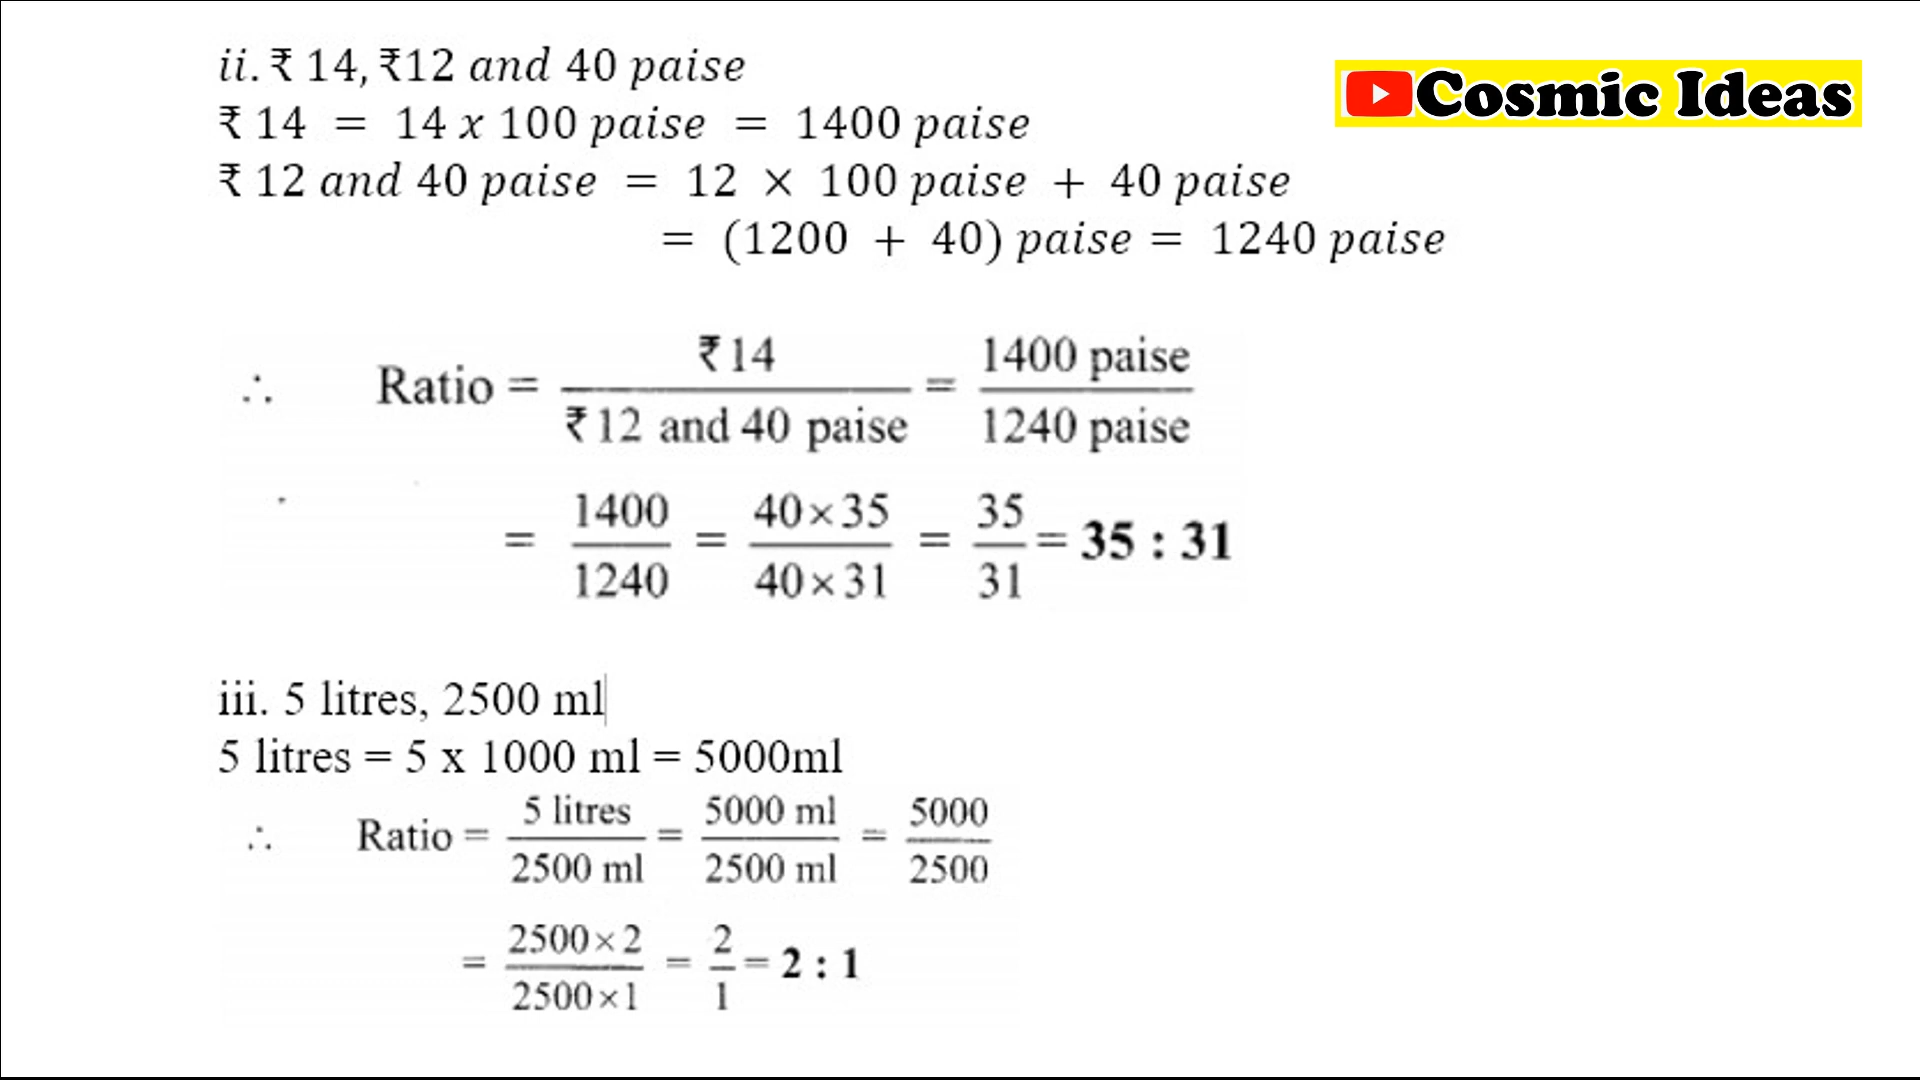 ii. ₹ 14, ₹12 and 40 paise
Cosmic Ideas
₹ 14 = 14 x 100 paise = 1400 paise
₹ 12 and 40 paise = 12 × 100 paise + 40 paise
= (1200 + 40) paise = 1240 paise
∴ Ratio = ₹14 / ₹12 and 40 paise = 1400 paise / 1240 paise
= 1400 / 1240 = 40×35 / 40×31 = 35 / 31 = 35 : 31
iii. 5 litres, 2500 ml
5 litres = 5 x 1000 ml = 5000ml
∴ Ratio = 5 litres / 2500 ml = 5000 ml / 2500 ml = 5000 / 2500
= 2500×2 / 2500×1 = 2 / 1 = 2 : 1